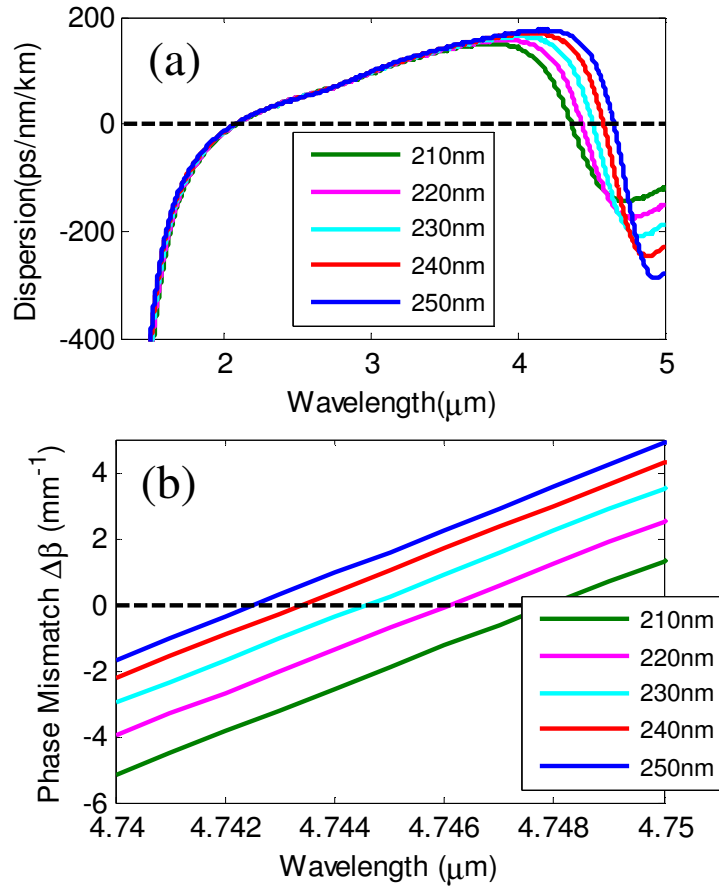 (a)
Dispersion(ps/nm/km)
200
0
-200
-400
210nm
220nm
230nm
240nm
250nm
2
3
4
5
Wavelength(μm)
(b)
Phase Mismatch Δβ (mm⁻¹)
4
2
0
-2
-4
-6
210nm
220nm
230nm
240nm
250nm
4.74
4.742
4.744
4.746
4.748
4.75
Wavelength (μm)